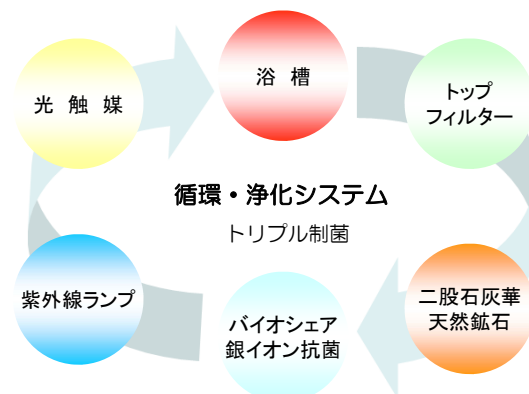 浴 槽
トップ
フィルター
二股石灰華
天然鉱石
バイオシェア
銀イオン抗菌
紫外線ランプ
光 触 媒
循環・浄化システム
トリプル制菌